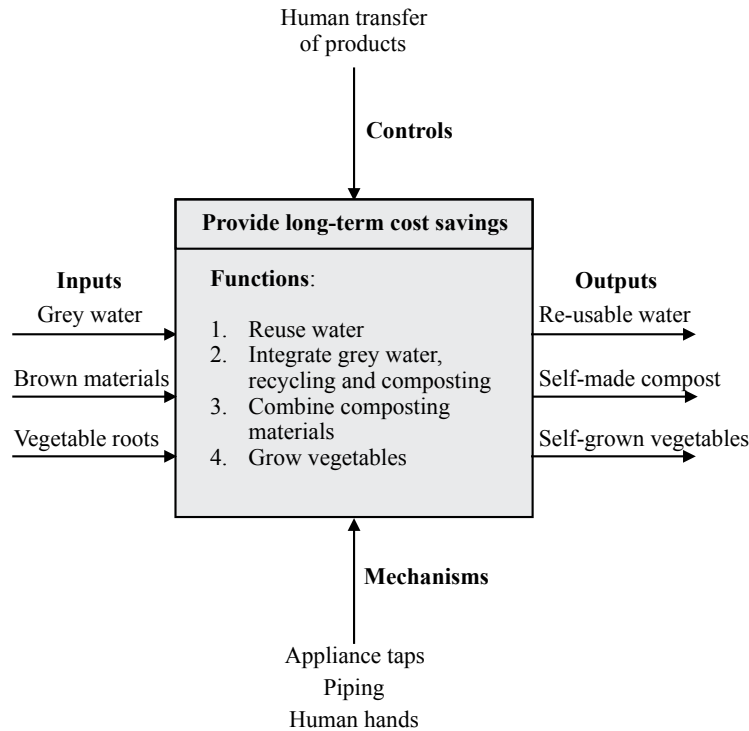 Human transfer
of products
Controls
Provide long-term cost savings
Inputs
Grey water
Brown materials
Vegetable roots
Functions:
1. Reuse water
2. Integrate grey water,
recycling and composting
3. Combine composting
materials
4. Grow vegetables
Outputs
Re-usable water
Self-made compost
Self-grown vegetables
Mechanisms
Appliance taps
Piping
Human hands